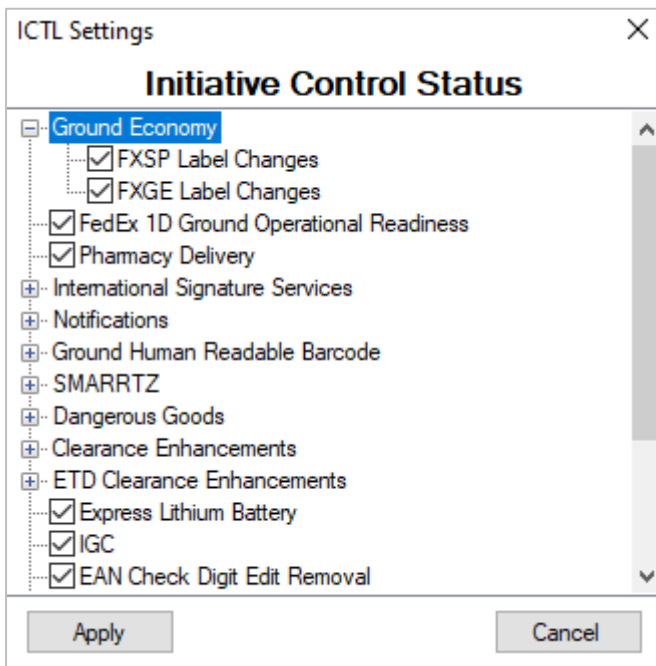 ICTL Settings
Initiative Control Status
Ground Economy
FXSP Label Changes
FXGE Label Changes
FedEx 1D Ground Operational Readiness
Pharmacy Delivery
International Signature Services
Notifications
Ground Human Readable Barcode
SMARRTZ
Dangerous Goods
Clearance Enhancements
ETD Clearance Enhancements
Express Lithium Battery
IGC
EAN Check Digit Edit Removal
Apply Cancel